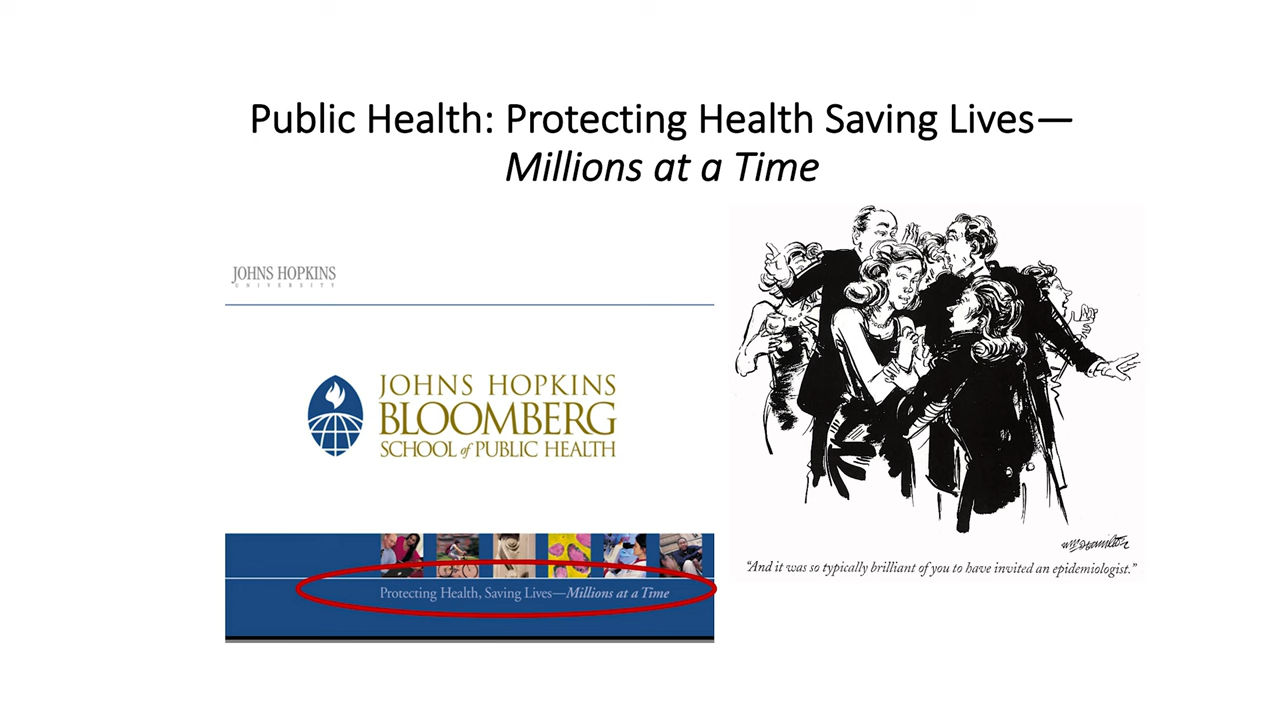 Public Health: Protecting Health Saving Lives—
Millions at a Time
JOHNS HOPKINS
UNIVERSITY
JOHNS HOPKINS
BLOOMBERG
SCHOOL of PUBLIC HEALTH
Protecting Health, Saving Lives—Millions at a Time
"And it was so typically brilliant of you to have invited an epidemiologist."